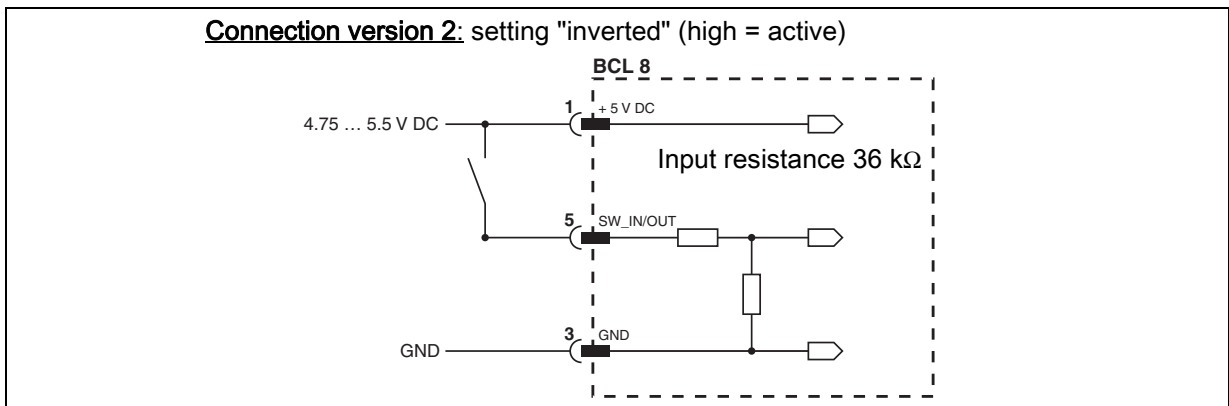 Connection version 2: setting "inverted" (high = active)
BCL 8
1
+ 5 V DC
4.75 … 5.5 V DC
Input resistance 36 kΩ
5
SW_IN/OUT
3
GND
GND